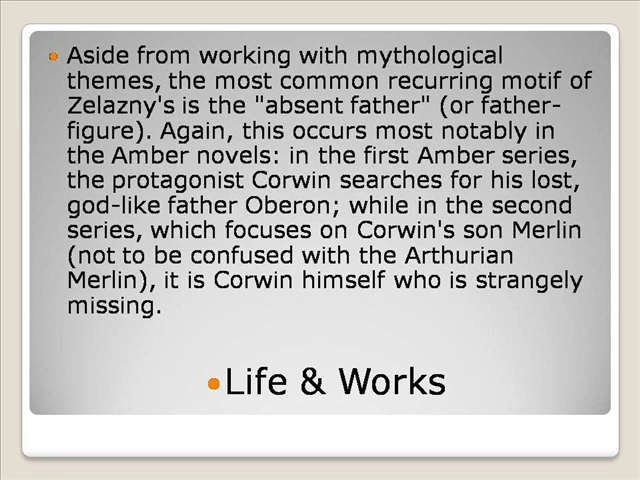 Aside from working with mythological
themes, the most common recurring motif of
Zelazny's is the "absent father" (or father-
figure). Again, this occurs most notably in
the Amber novels: in the first Amber series,
the protagonist Corwin searches for his lost,
god-like father Oberon; while in the second
series, which focuses on Corwin's son Merlin
(not to be confused with the Arthurian
Merlin), it is Corwin himself who is strangely
missing.
Life & Works